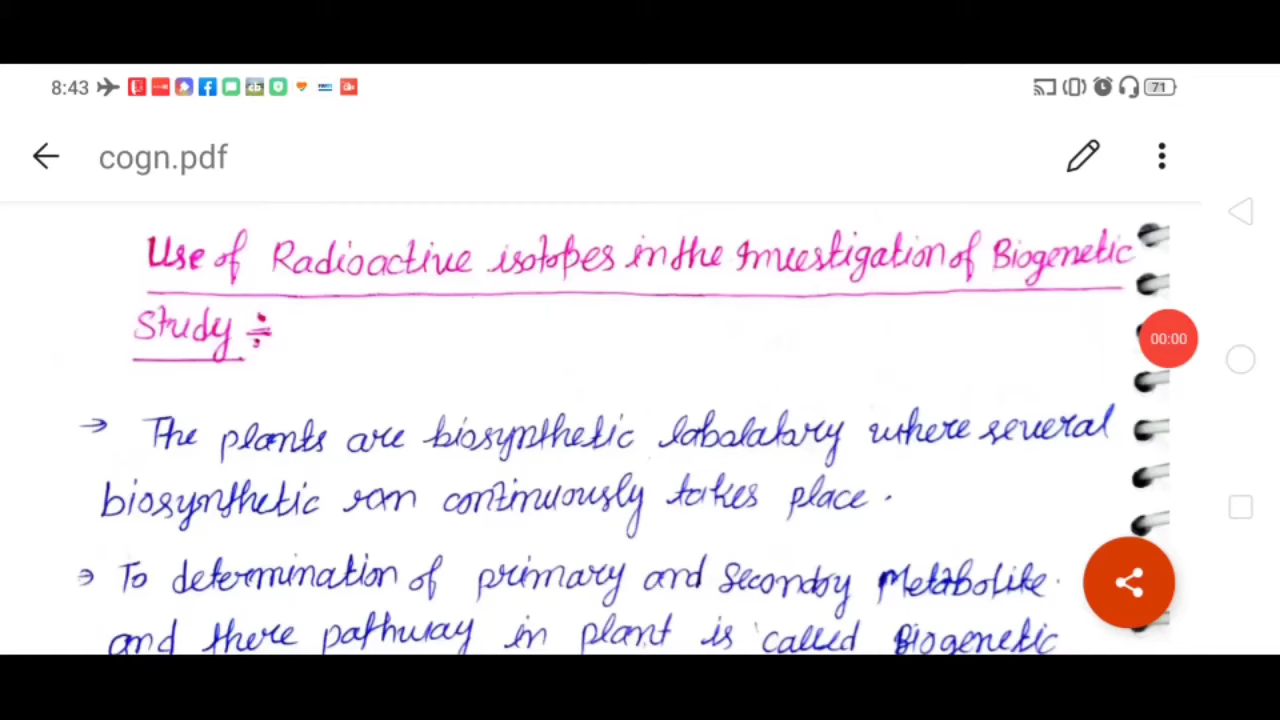 8:43
71
cogn.pdf
Use of Radioactive isotopes in the Investigation of Biogenetic
Study ÷
00:00
→ The plants are biosynthetic labolatory where several
biosynthetic rxn continuously takes place.
⇒ To determination of primary and Secondry Metabolite.
and there pathway in plant is called Biogenetic